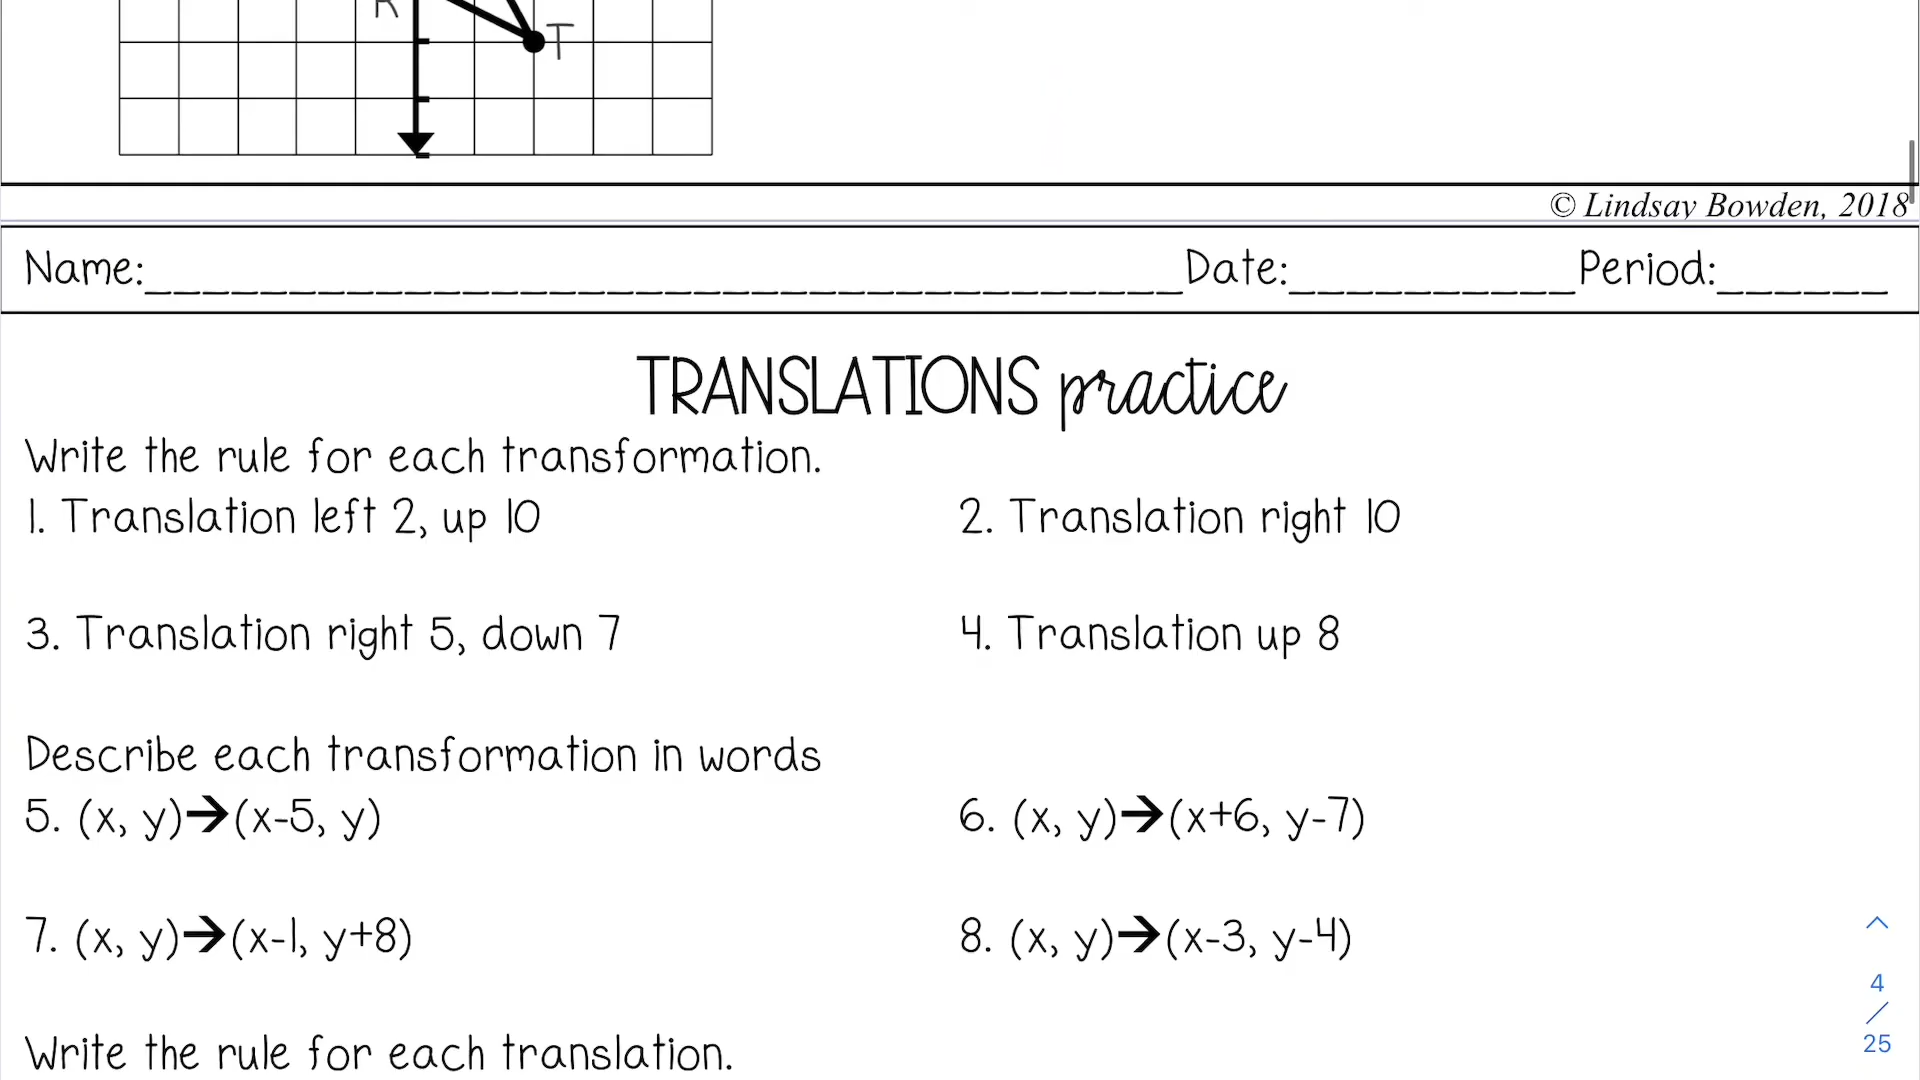 R
T
© Lindsay Bowden, 2018
Name:____________________________________Date:__________Period:______
TRANSLATIONS practice
Write the rule for each transformation.
1. Translation left 2, up 10
2. Translation right 10
3. Translation right 5, down 7
4. Translation up 8
Describe each transformation in words
5. (x, y)→(x-5, y)
6. (x, y)→(x+6, y-7)
7. (x, y)→(x-1, y+8)
8. (x, y)→(x-3, y-4)
Write the rule for each translation.
4
/
25